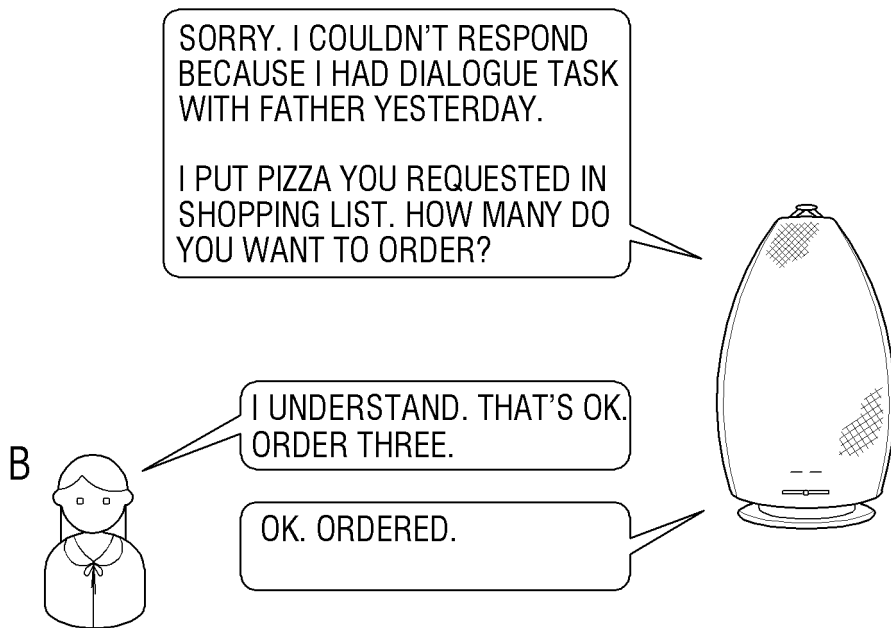 SORRY. I COULDN'T RESPOND
BECAUSE I HAD DIALOGUE TASK
WITH FATHER YESTERDAY.
I PUT PIZZA YOU REQUESTED IN
SHOPPING LIST. HOW MANY DO
YOU WANT TO ORDER?
I UNDERSTAND. THAT'S OK.
ORDER THREE.
B
OK. ORDERED.